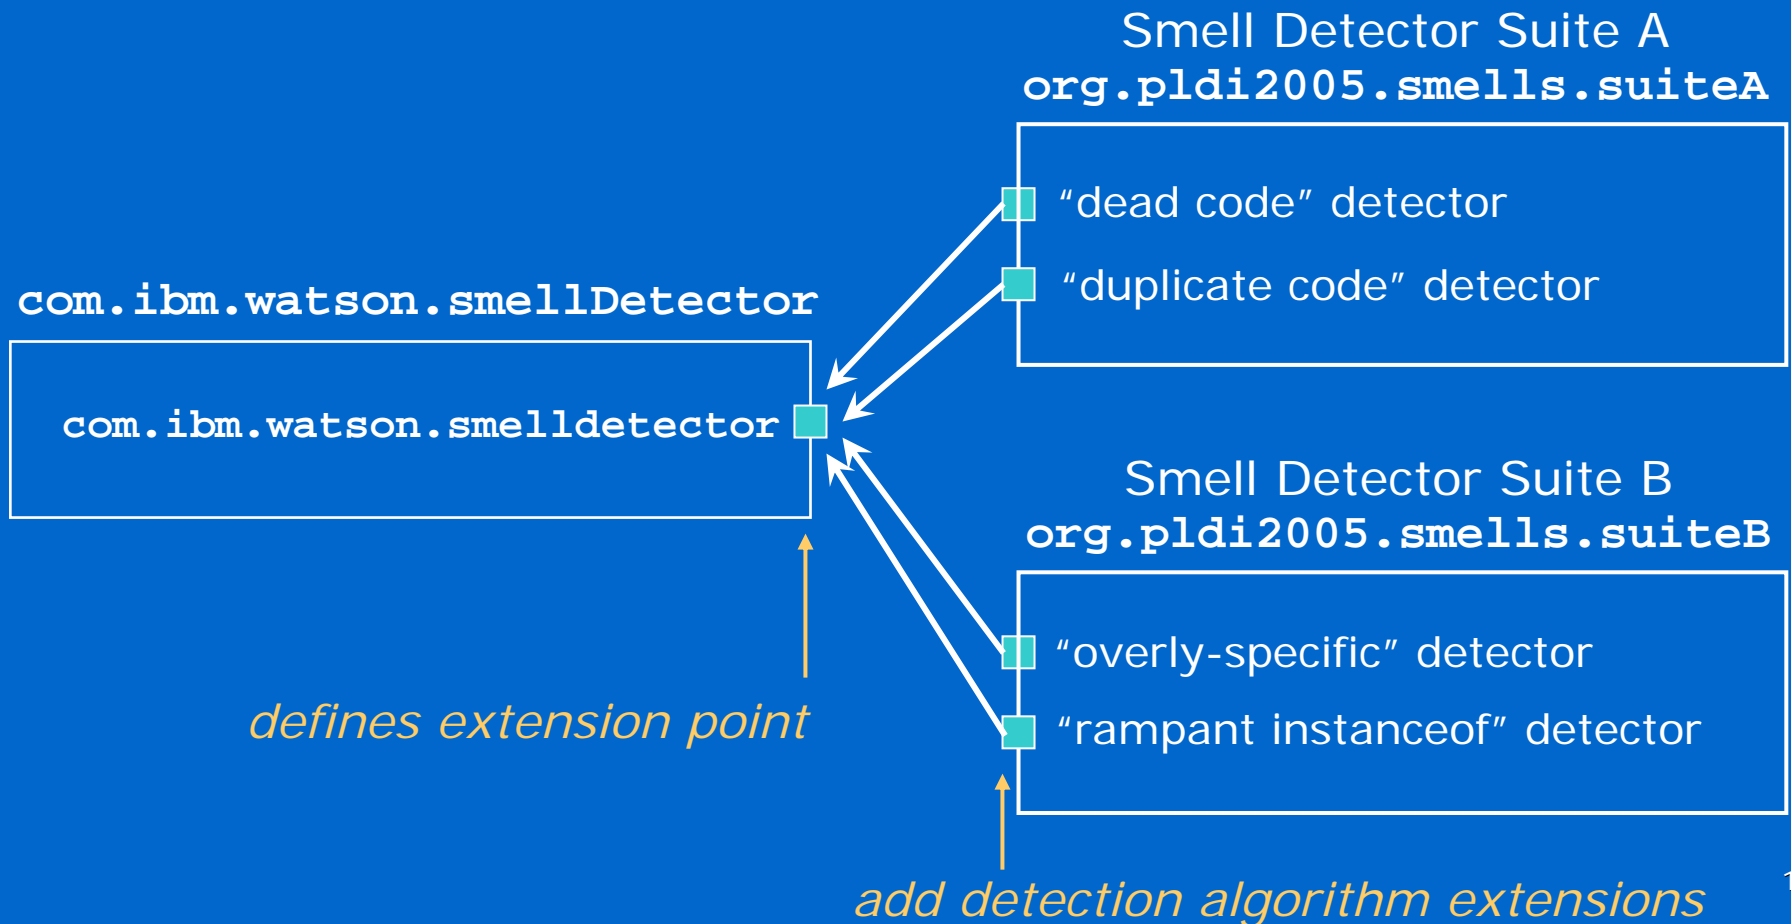 Smell Detector Suite A
org.pldi2005.smells.suiteA
“dead code” detector
“duplicate code” detector
com.ibm.watson.smellDetector
com.ibm.watson.smelldetector
Smell Detector Suite B
org.pldi2005.smells.suiteB
“overly-specific” detector
“rampant instanceof” detector
defines extension point
add detection algorithm extensions